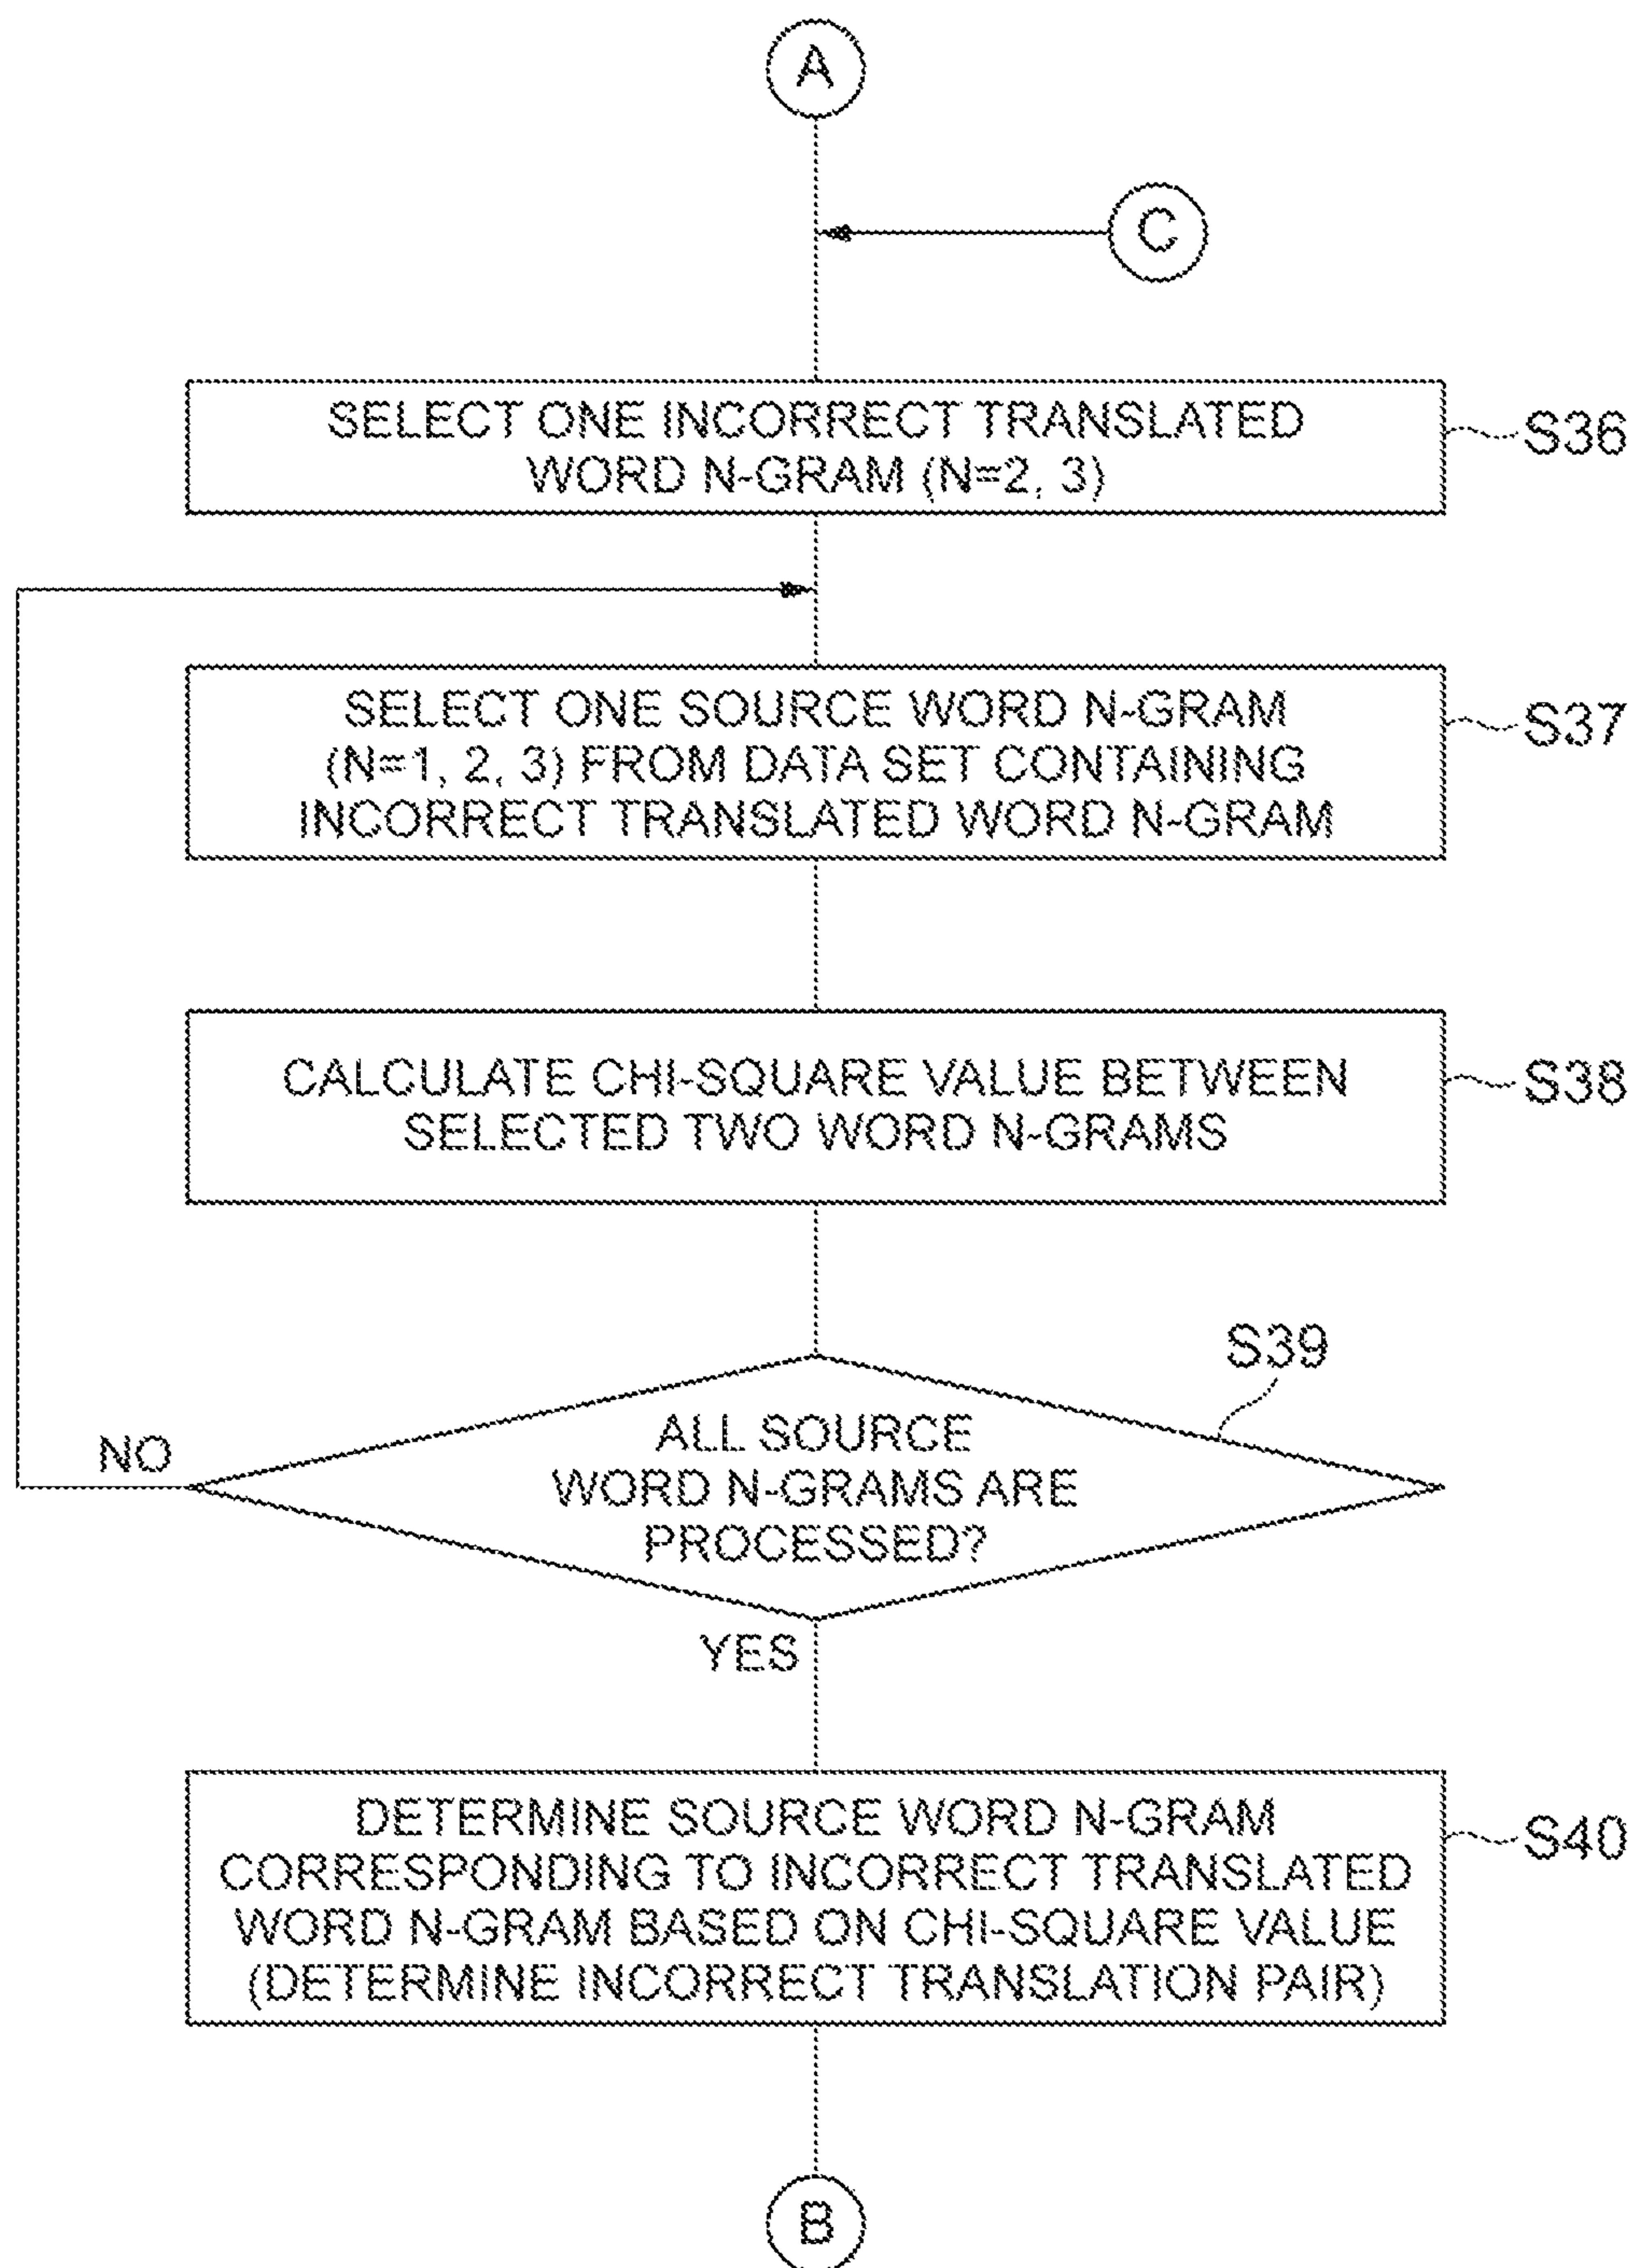 A
C
SELECT ONE INCORRECT TRANSLATED
WORD N-GRAM (N=2, 3)
S36
SELECT ONE SOURCE WORD N-GRAM
(N=1, 2, 3) FROM DATA SET CONTAINING
INCORRECT TRANSLATED WORD N-GRAM
S37
CALCULATE CHI-SQUARE VALUE BETWEEN
SELECTED TWO WORD N-GRAMS
S38
S39
ALL SOURCE
WORD N-GRAMS ARE
PROCESSED?
NO
YES
DETERMINE SOURCE WORD N-GRAM
CORRESPONDING TO INCORRECT TRANSLATED
WORD N-GRAM BASED ON CHI-SQUARE VALUE
(DETERMINE INCORRECT TRANSLATION PAIR)
S40
B